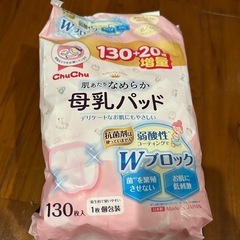 130+20枚
増量
ChuChu
肌あたりなめらか
母乳パッド
デリケートなお肌にもやさしい
抗菌剤は
使っていません
弱酸性
コーティングで
Wブロック
菌を繁殖
させない
お肌に
低刺激
130枚入
1枚個包装